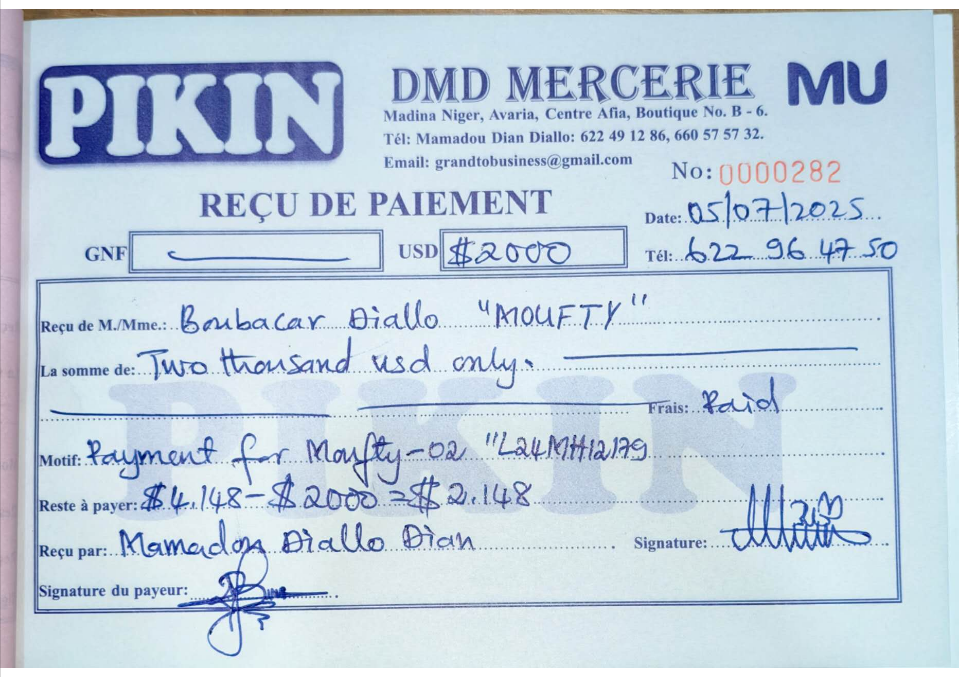 PIKIN
DMD MERCERIE
MU
Madina Niger, Avaria, Centre Afia, Boutique No. B - 6.
Tél: Mamadou Dian Diallo: 622 49 12 86, 660 57 57 32.
Email: grandtobusiness@gmail.com
No: 0000282
REÇU DE PAIEMENT
Date: 05/07/2025
GNF
USD $2000
Tél: 622 96 47 50
Reçu de M./Mme.: Boubacar Diallo "MOUFTY"
La somme de: Two thousand usd only.
Frais: Paid
Motif: Payment for Moufty-02 "L24MH12179
Reste à payer: $4.148-$2000 =$2.148
Reçu par: Mamadou Diallo Dian
Signature:
Signature du payeur:
PIKIN